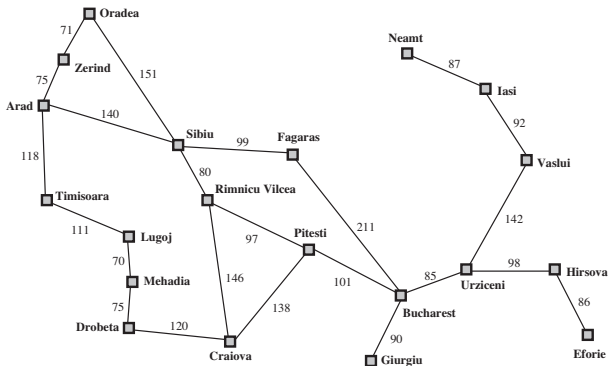 Oradea
71
Neamt
Zerind
87
75
151
Iasi
Arad
140
92
Sibiu
Fagaras
99
118
Vaslui
80
Timisoara
Rimnicu Vilcea
111
Pitesti
211
142
Lugoj
97
70
98
Hirsova
146
85
Mehadia
101
Urziceni
138
86
75
Bucharest
120
Drobeta
90
Craiova
Eforie
Giurgiu